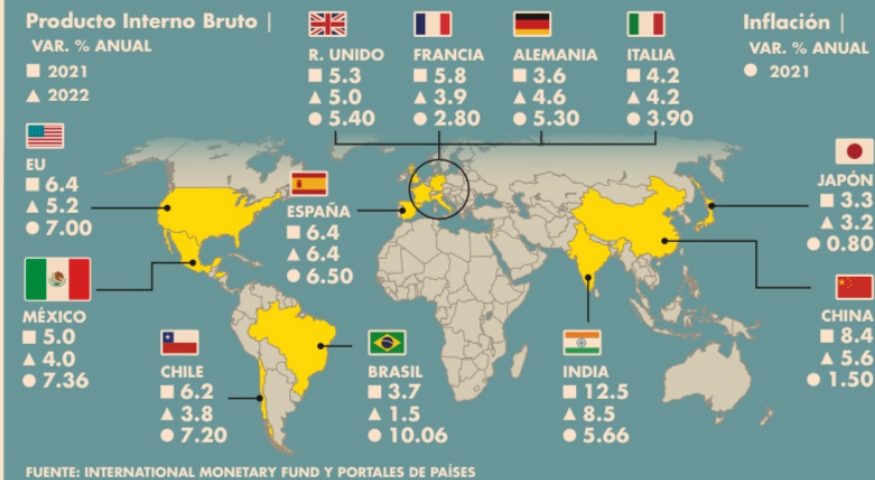 Producto Interno Bruto |
VAR. % ANUAL
■ 2021
▲ 2022
Inflación |
VAR. % ANUAL
● 2021
R. UNIDO
■ 5.3
▲ 5.0
● 5.40
FRANCIA
■ 5.8
▲ 3.9
● 2.80
ALEMANIA
■ 3.6
▲ 4.6
● 5.30
ITALIA
■ 4.2
▲ 4.2
● 3.90
EU
■ 6.4
▲ 5.2
● 7.00
ESPAÑA
■ 6.4
▲ 6.4
● 6.50
JAPÓN
■ 3.3
▲ 3.2
● 0.80
MÉXICO
■ 5.0
▲ 4.0
● 7.36
CHILE
■ 6.2
▲ 3.8
● 7.20
BRASIL
■ 3.7
▲ 1.5
● 10.06
INDIA
■ 12.5
▲ 8.5
● 5.66
CHINA
■ 8.4
▲ 5.6
● 1.50
FUENTE: INTERNATIONAL MONETARY FUND Y PORTALES DE PAÍSES